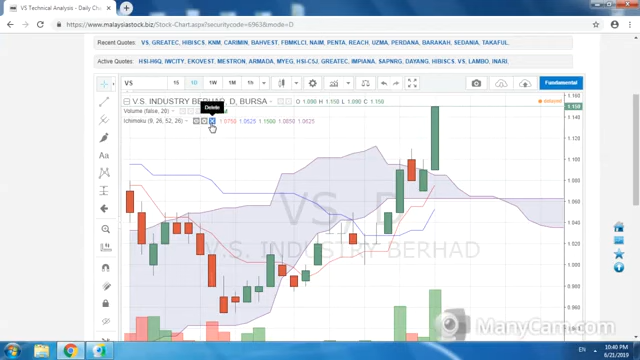 VS Technical Analysis - Daily Cha
https://www.malaysiastock.biz/Stock-Chart.aspx?securitycode=6963&mode=D
Recent Quotes: VS, GREATEC, HIBISCS, KNM, CARIMIN, BAHVEST, FBMKLCI, NAIM, PENTA, REACH, UZMA, PERDANA, BARAKAH, SEDANIA, TAKAFUL.
Active Quotes: HSI-HIQ, IWCITY, EKOVEST, MESTRON, ARMADA, MYEG, HSI-CSJ, GREATEC, IMPIANA, SAPNRG, DAYANG, HIBISCS, VS, LAMBO, INARI.
VS 1S 1D 1W 1M 1h Fundamental
V.S. INDUSTRY BERHAD, D, BURSA O 1.080 H 1.150 L 1.080 C 1.150
delayed
Volume (false, 20) M
Delete
Ichimoku (9, 26, 52, 26) 1.0750 1.0525 1.1500 1.0850 1.0625
1.160
1.150
1.120
1.100
1.080
1.060
1.040
1.020
1.000
0.980
0.960
VS, D
V.S. INDUSTRY BERHAD
ManyCam.com
EN 10:40 PM
6/21/2019